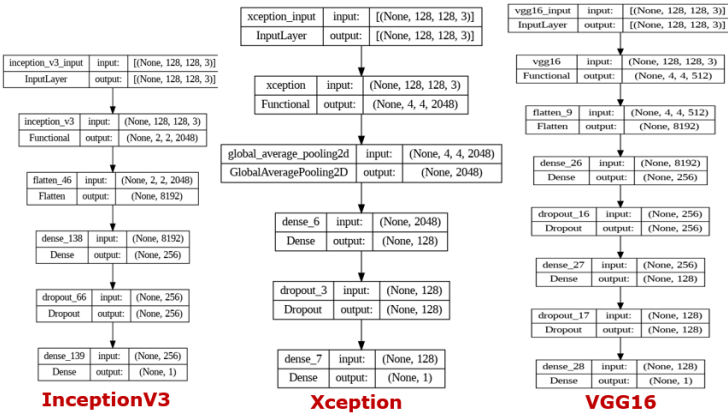 inception_v3_input input: [(None, 128, 128, 3)]
InputLayer output: [(None, 128, 128, 3)]
inception_v3 input: (None, 128, 128, 3)
Functional output: (None, 2, 2, 2048)
flatten_46 input: (None, 2, 2, 2048)
Flatten output: (None, 8192)
dense_138 input: (None, 8192)
Dense output: (None, 256)
dropout_66 input: (None, 256)
Dropout output: (None, 256)
dense_139 input: (None, 256)
Dense output: (None, 1)
InceptionV3
xception_input input: [(None, 128, 128, 3)]
InputLayer output: [(None, 128, 128, 3)]
xception input: (None, 128, 128, 3)
Functional output: (None, 4, 4, 2048)
global_average_pooling2d input: (None, 4, 4, 2048)
GlobalAveragePooling2D output: (None, 2048)
dense_6 input: (None, 2048)
Dense output: (None, 128)
dropout_3 input: (None, 128)
Dropout output: (None, 128)
dense_7 input: (None, 128)
Dense output: (None, 1)
Xception
vgg16_input input: [(None, 128, 128, 3)]
InputLayer output: [(None, 128, 128, 3)]
vgg16 input: (None, 128, 128, 3)
Functional output: (None, 4, 4, 512)
flatten_9 input: (None, 4, 4, 512)
Flatten output: (None, 8192)
dense_26 input: (None, 8192)
Dense output: (None, 256)
dropout_16 input: (None, 256)
Dropout output: (None, 256)
dense_27 input: (None, 256)
Dense output: (None, 128)
dropout_17 input: (None, 128)
Dropout output: (None, 128)
dense_28 input: (None, 128)
Dense output: (None, 1)
VGG16